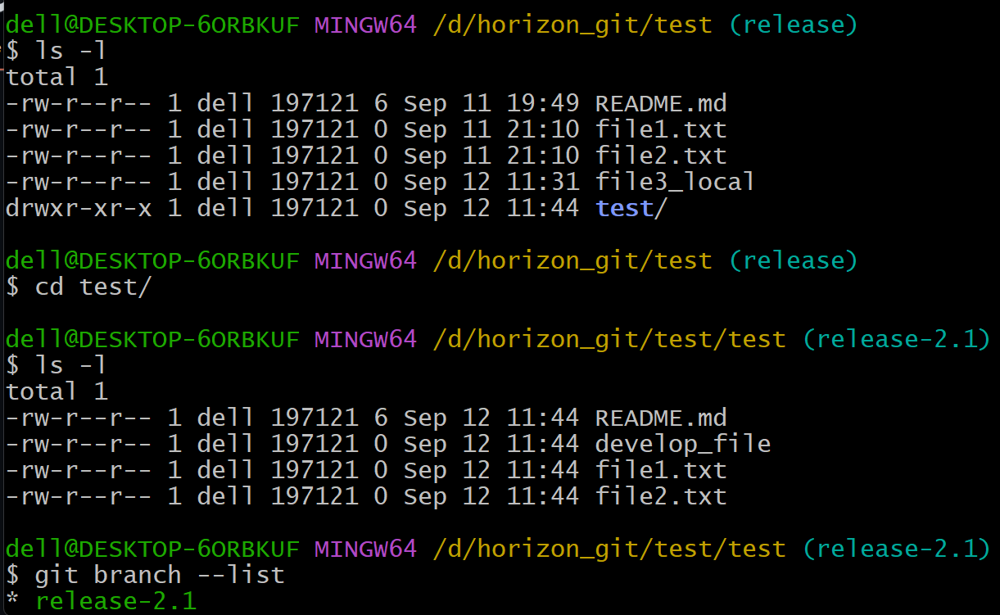 dell@DESKTOP-6ORBKUF MINGW64 /d/horizon_git/test (release)
$ ls -l
total 1
-rw-r--r-- 1 dell 197121 6 Sep 11 19:49 README.md
-rw-r--r-- 1 dell 197121 0 Sep 11 21:10 file1.txt
-rw-r--r-- 1 dell 197121 0 Sep 11 21:10 file2.txt
-rw-r--r-- 1 dell 197121 0 Sep 12 11:31 file3_local
drwxr-xr-x 1 dell 197121 0 Sep 12 11:44 test/
dell@DESKTOP-6ORBKUF MINGW64 /d/horizon_git/test (release)
$ cd test/
dell@DESKTOP-6ORBKUF MINGW64 /d/horizon_git/test/test (release-2.1)
$ ls -l
total 1
-rw-r--r-- 1 dell 197121 6 Sep 12 11:44 README.md
-rw-r--r-- 1 dell 197121 0 Sep 12 11:44 develop_file
-rw-r--r-- 1 dell 197121 0 Sep 12 11:44 file1.txt
-rw-r--r-- 1 dell 197121 0 Sep 12 11:44 file2.txt
dell@DESKTOP-6ORBKUF MINGW64 /d/horizon_git/test/test (release-2.1)
$ git branch --list
* release-2.1